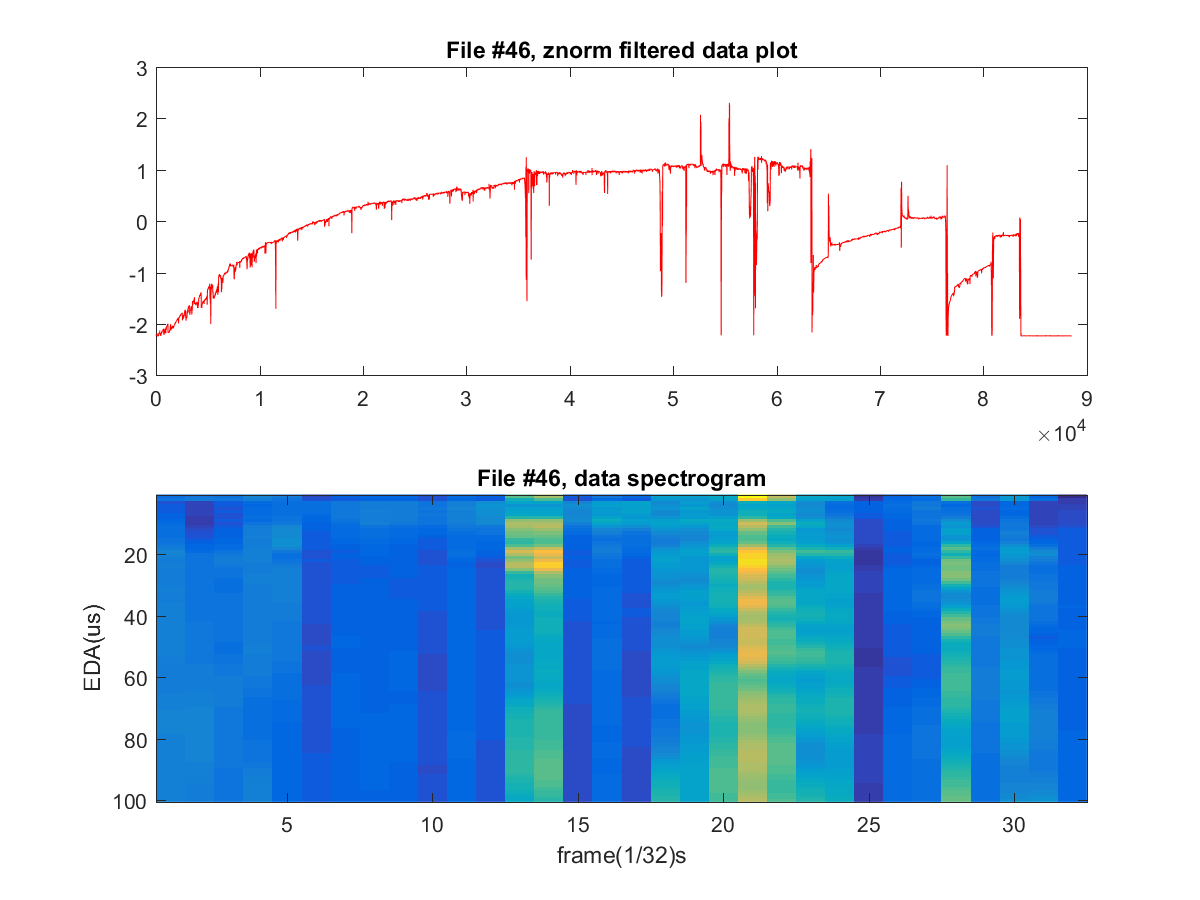 File #46, znorm filtered data plot
3
2
1
0
-1
-2
-3
0 1 2 3 4 5 6 7 8 9
×10^4
File #46, data spectrogram
20
40
60
80
100
EDA(us)
5 10 15 20 25 30
frame(1/32)s